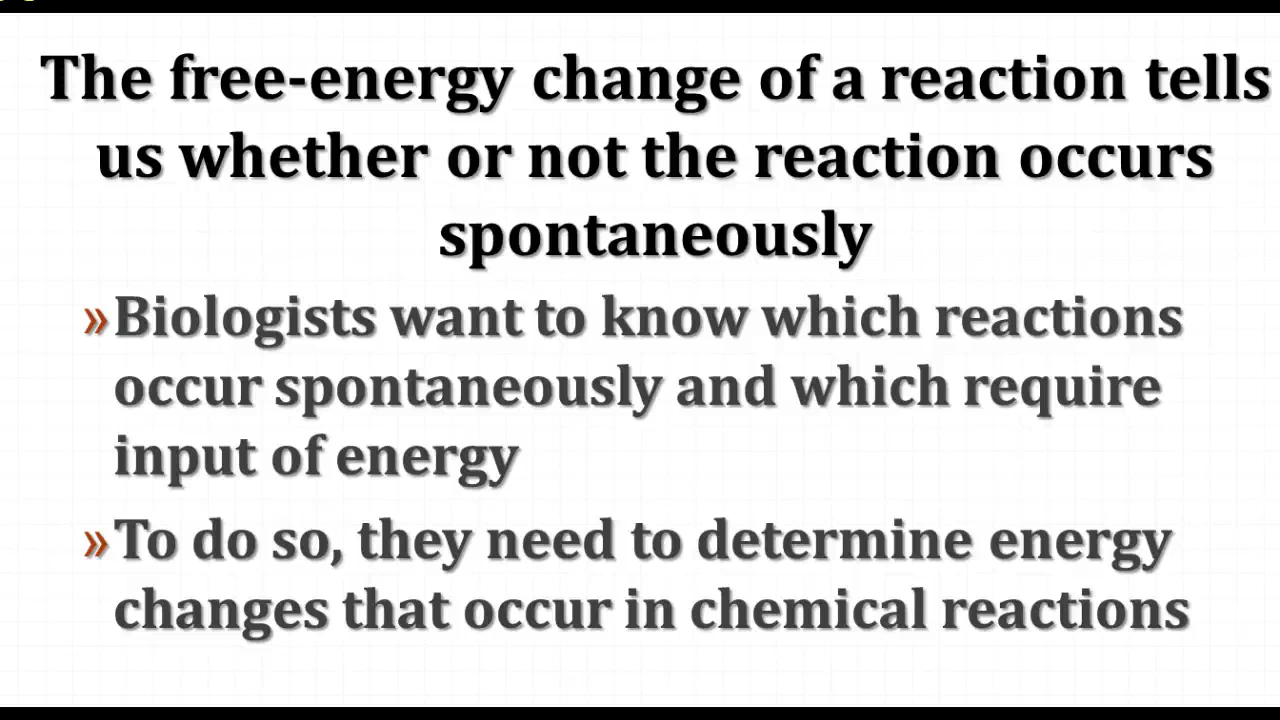 The free-energy change of a reaction tells
us whether or not the reaction occurs
spontaneously
»Biologists want to know which reactions
occur spontaneously and which require
input of energy
»To do so, they need to determine energy
changes that occur in chemical reactions